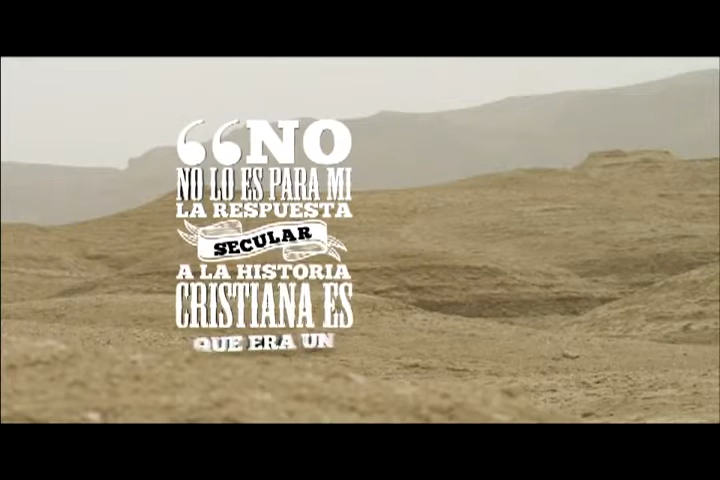 “NO
NO LO ES PARA MI
LA RESPUESTA
SECULAR
A LA HISTORIA
CRISTIANA ES
QUE ERA UN